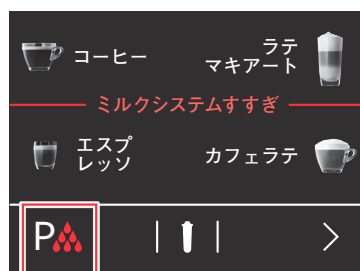 コーヒー
ラテ
マキアート
ミルクシステムすすぎ
エスプ
レッソ
カフェラテ
P